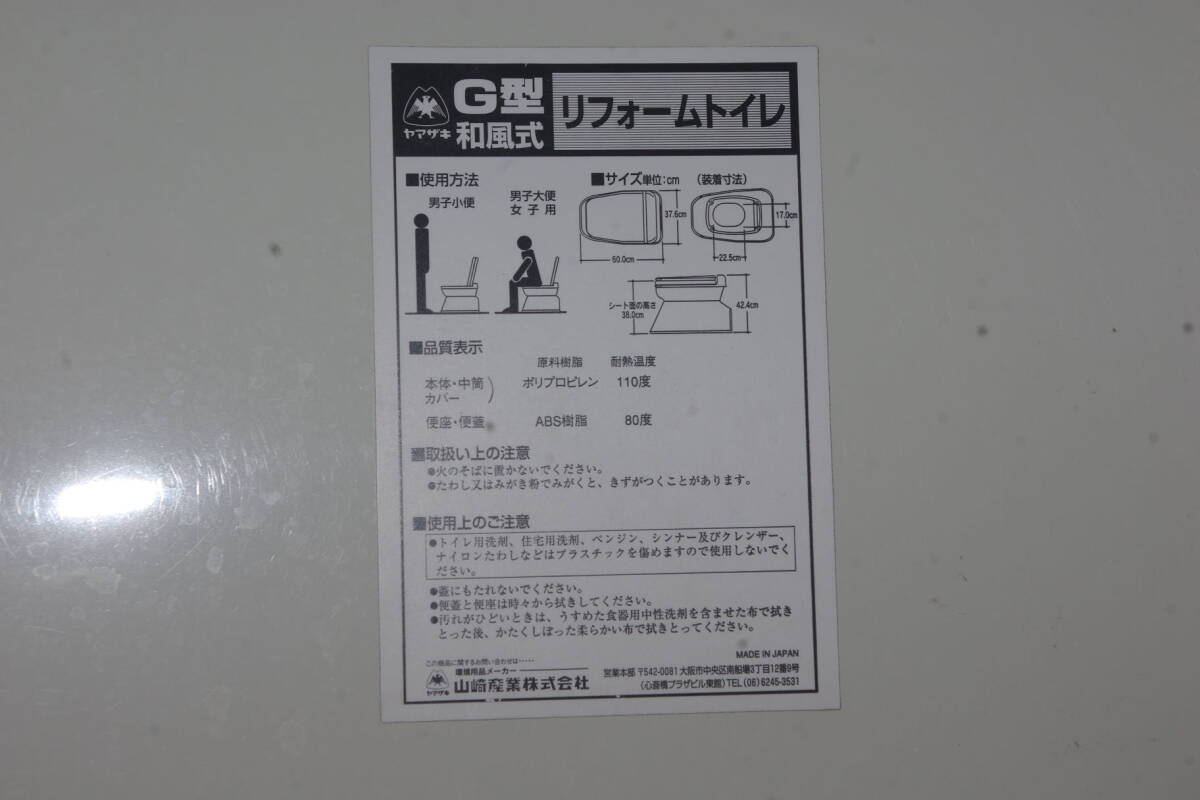 ヤマザキ
G型
和風式
リフォームトイレ
■使用方法
男子小便
男子大便
女子用
■サイズ単位:cm (装着寸法)
37.6cm
60.0cm
17.0cm
22.5cm
シート面の高さ
38.0cm
42.4cm
■品質表示
原料樹脂 耐熱温度
本体・中筒
カバー
ポリプロピレン 110度
便座・便蓋 ABS樹脂 80度
■取扱い上の注意
●火のそばに置かないでください。
●たわし又はみがき粉でみがくと、きずがつくことがあります。
■使用上のご注意
●トイレ用洗剤、住宅用洗剤、ベンジン、シンナー及びクレンザー、
ナイロンたわしなどはプラスチックを傷めますので使用しないでく
ださい。
●蓋にもたれないでください。
●便蓋と便座は時々から拭きしてください。
●汚れがひどいときは、うすめた食器用中性洗剤を含ませた布で拭き
とった後、かたくしぼった柔らかい布で拭きとってください。
MADE IN JAPAN
この商品に関するお問い合わせは・・・・・
環境用品メーカー
ヤマザキ
山崎産業株式会社
営業本部 〒542-0081 大阪市中央区南船場3丁目12番9号
(心斎橋プラザビル東館) TEL (06) 6245-3531